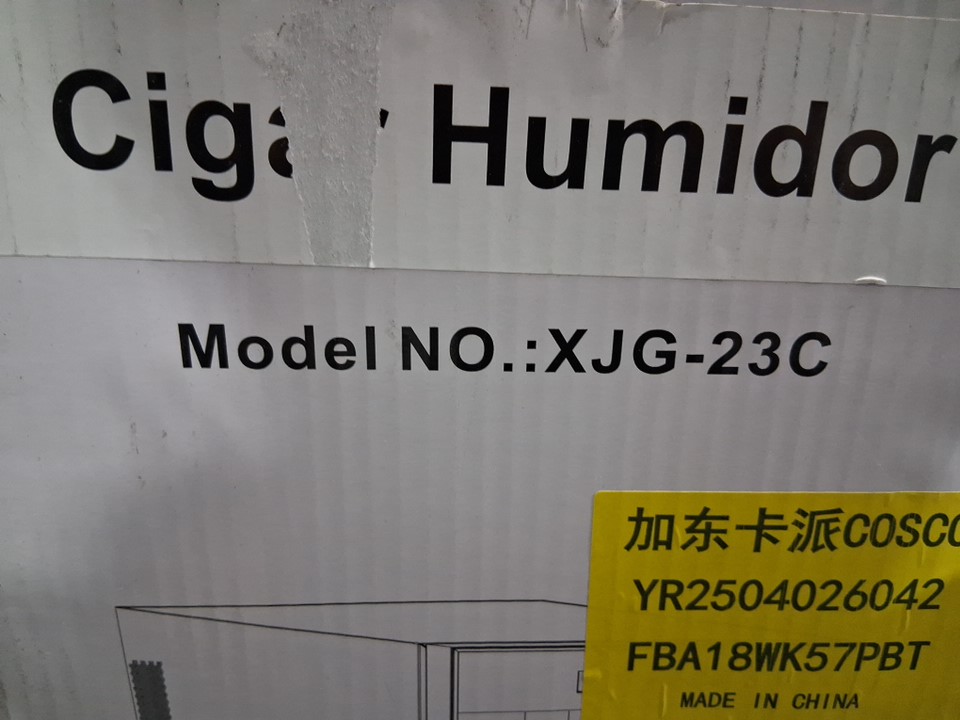 Cigar Humidor
Model NO.:XJG-23C
加东卡派COSCO
YR2504026042
FBA18WK57PBT
MADE IN CHINA